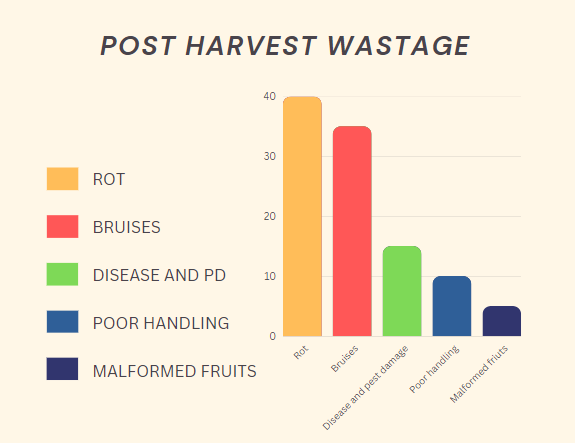 POST HARVEST WASTAGE
ROT
BRUISES
DISEASE AND PD
POOR HANDLING
MALFORMED FRUITS
40
30
20
10
0
Rot
Bruises
Disease and pest damage
Poor handling
Malformed friuts